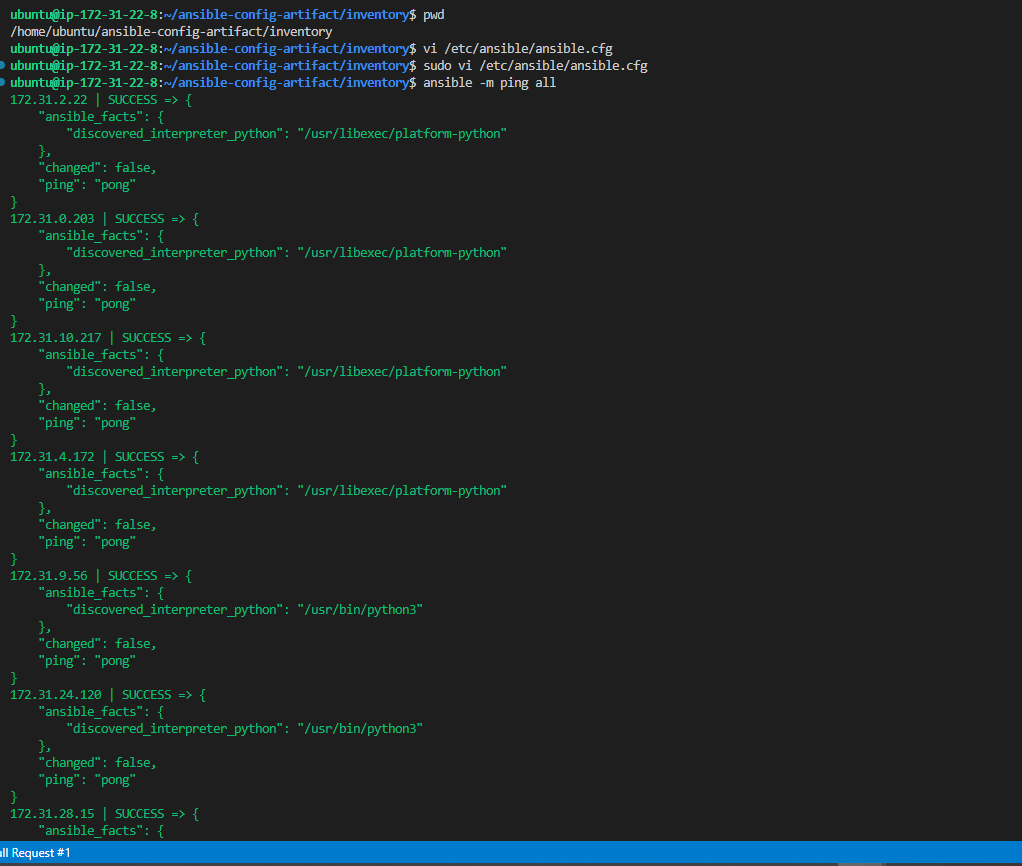 ubuntu@ip-172-31-22-8:~/ansible-config-artifact/inventory$ pwd
/home/ubuntu/ansible-config-artifact/inventory
ubuntu@ip-172-31-22-8:~/ansible-config-artifact/inventory$ vi /etc/ansible/ansible.cfg
ubuntu@ip-172-31-22-8:~/ansible-config-artifact/inventory$ sudo vi /etc/ansible/ansible.cfg
ubuntu@ip-172-31-22-8:~/ansible-config-artifact/inventory$ ansible -m ping all
172.31.2.22 | SUCCESS => {
    "ansible_facts": {
        "discovered_interpreter_python": "/usr/libexec/platform-python"
    },
    "changed": false,
    "ping": "pong"
}
172.31.0.203 | SUCCESS => {
    "ansible_facts": {
        "discovered_interpreter_python": "/usr/libexec/platform-python"
    },
    "changed": false,
    "ping": "pong"
}
172.31.10.217 | SUCCESS => {
    "ansible_facts": {
        "discovered_interpreter_python": "/usr/libexec/platform-python"
    },
    "changed": false,
    "ping": "pong"
}
172.31.4.172 | SUCCESS => {
    "ansible_facts": {
        "discovered_interpreter_python": "/usr/libexec/platform-python"
    },
    "changed": false,
    "ping": "pong"
}
172.31.9.56 | SUCCESS => {
    "ansible_facts": {
        "discovered_interpreter_python": "/usr/bin/python3"
    },
    "changed": false,
    "ping": "pong"
}
172.31.24.120 | SUCCESS => {
    "ansible_facts": {
        "discovered_interpreter_python": "/usr/bin/python3"
    },
    "changed": false,
    "ping": "pong"
}
172.31.28.15 | SUCCESS => {
    "ansible_facts": {
ull Request #1